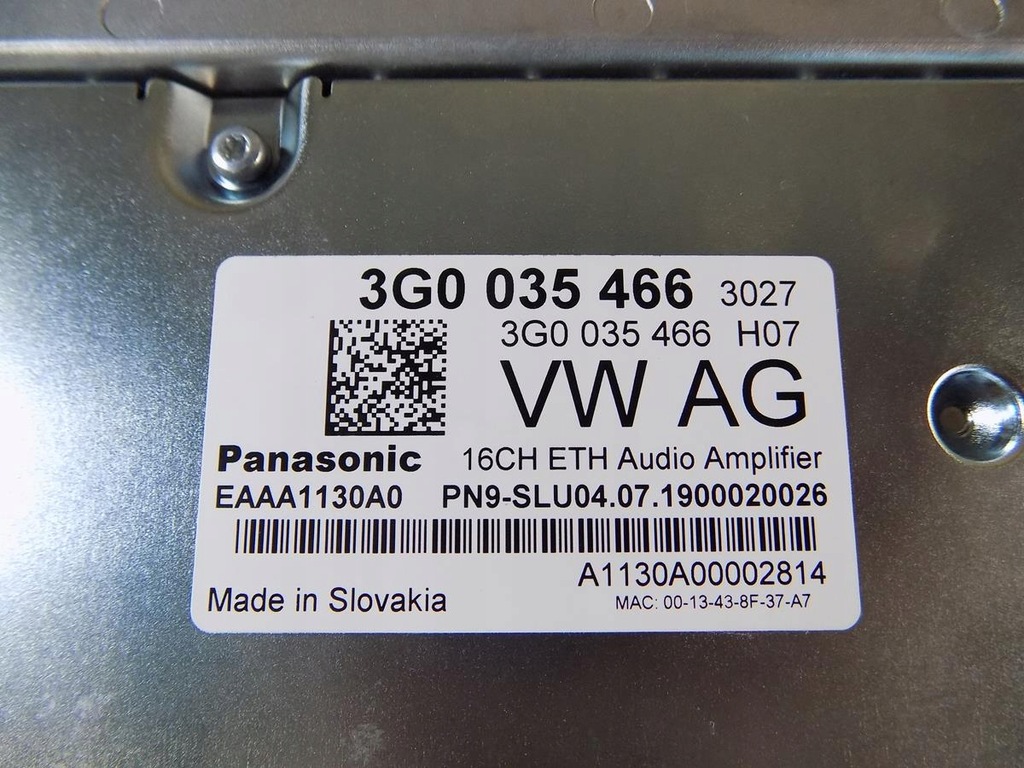 3G0 035 466 3027
3G0 035 466 H07
VW AG
Panasonic 16CH ETH Audio Amplifier
EAAA1130A0 PN9-SLU04.07.1900020026
A1130A00002814
Made in Slovakia MAC: 00-13-43-8F-37-A7